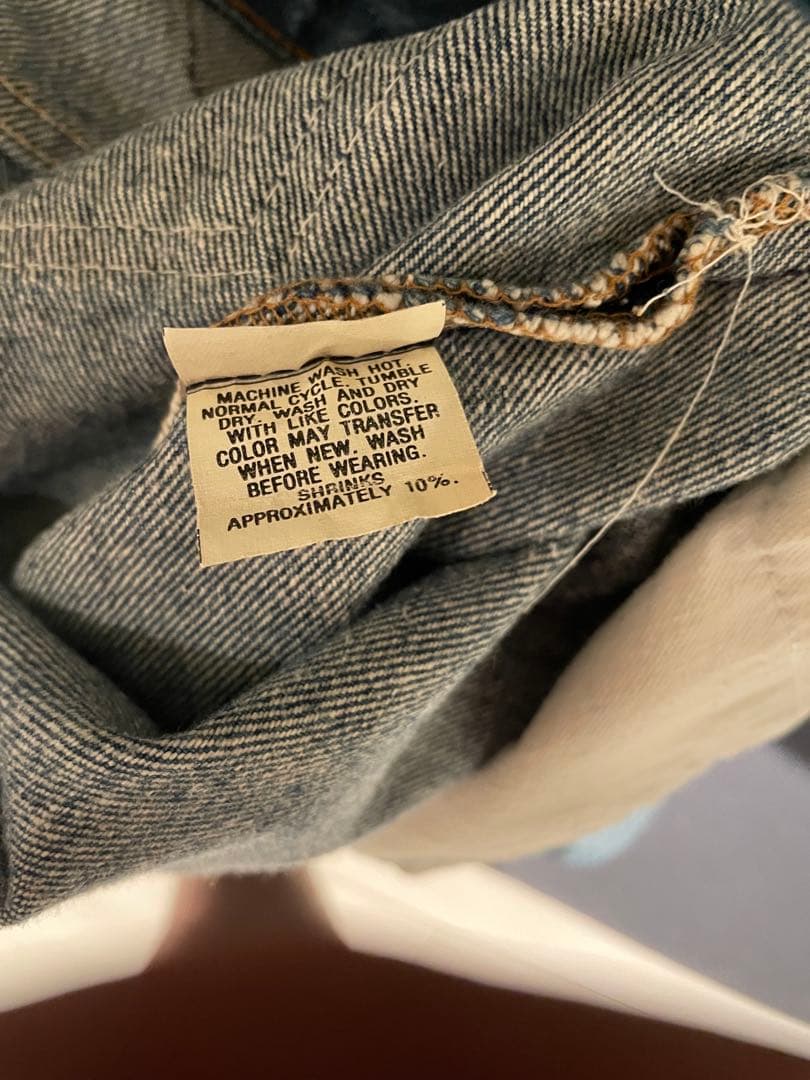 MACHINE WASH HOT.
NORMAL CYCLE. TUMBLE
DRY. WASH AND DRY
WITH LIKE COLORS.
COLOR MAY TRANSFER
WHEN NEW. WASH
BEFORE WEARING.
SHRINKS
APPROXIMATELY 10%.